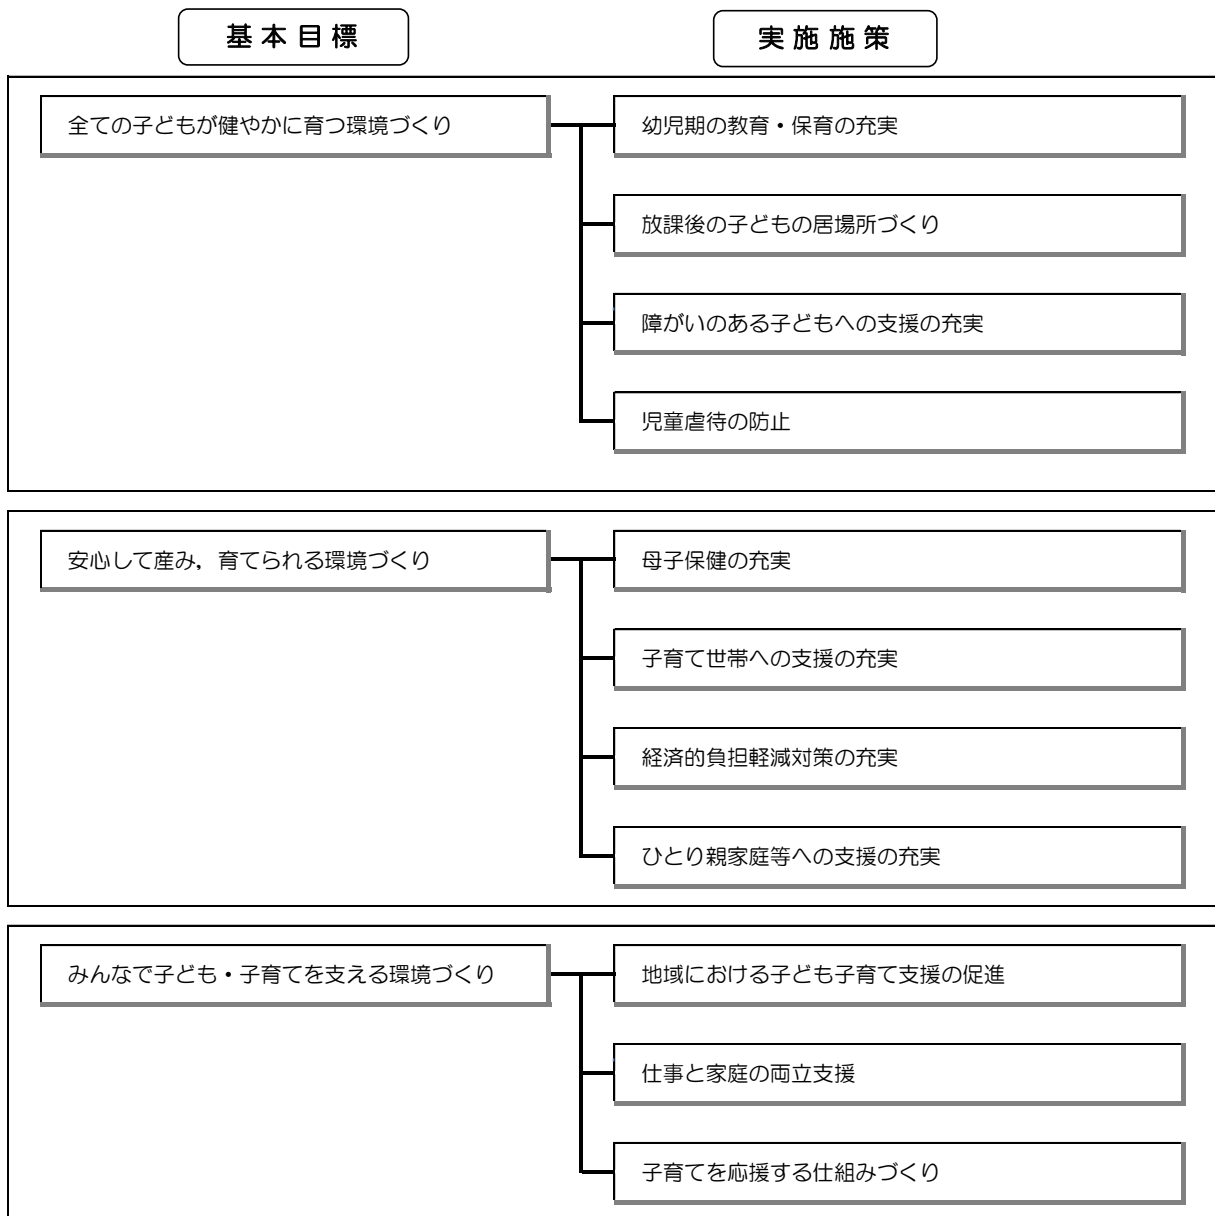 基本目標
実施施策
全ての子どもが健やかに育つ環境づくり
幼児期の教育・保育の充実
放課後の子どもの居場所づくり
障がいのある子どもへの支援の充実
児童虐待の防止
安心して産み，育てられる環境づくり
母子保健の充実
子育て世帯への支援の充実
経済的負担軽減対策の充実
ひとり親家庭等への支援の充実
みんなで子ども・子育てを支える環境づくり
地域における子ども子育て支援の促進
仕事と家庭の両立支援
子育てを応援する仕組みづくり